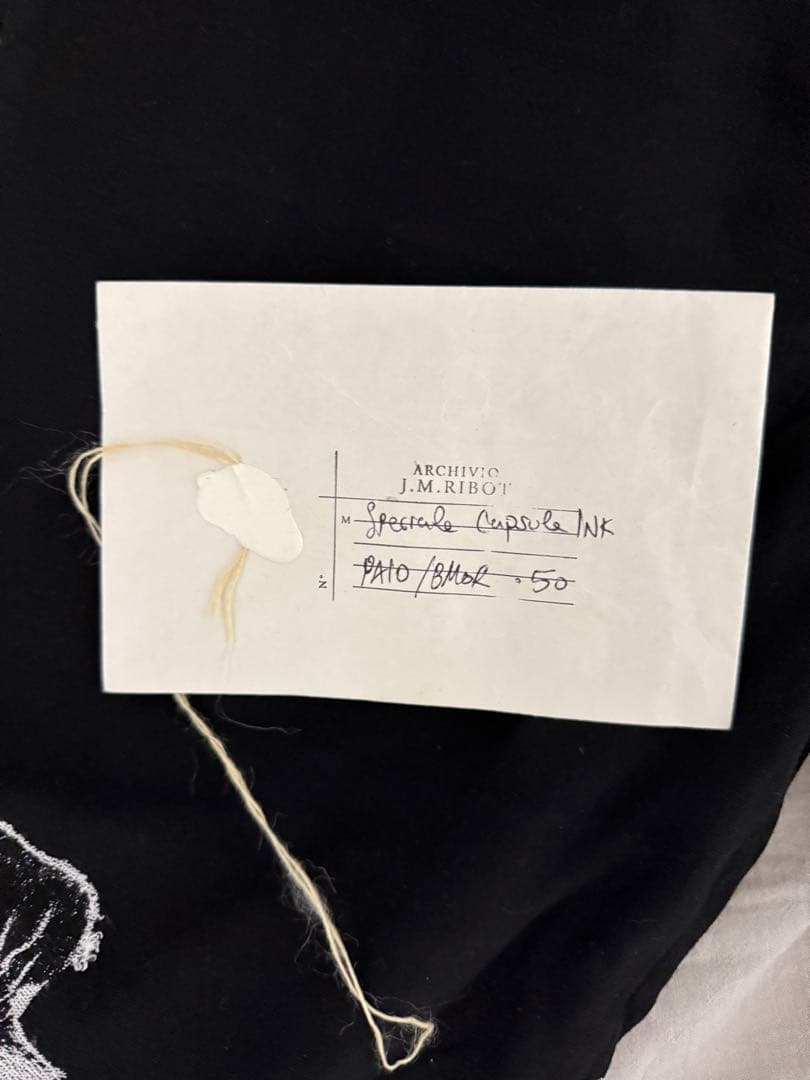 ARCHIVIO
J.M.RIBOT
M Speciale Capsule INK
N. PA10/BMOR .50